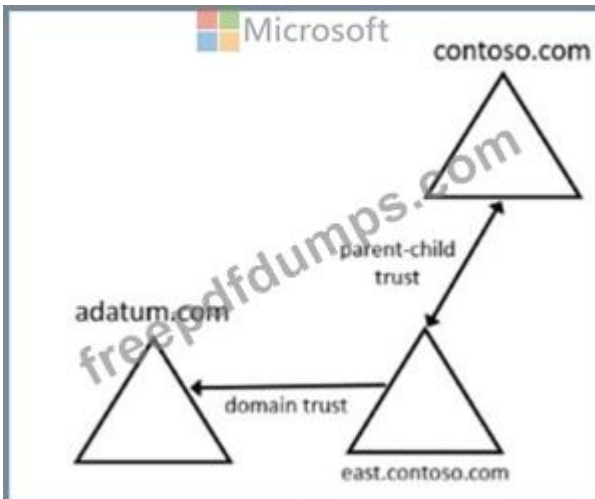 Microsoft
contoso.com
parent-child
trust
adatum.com
domain trust
east.contoso.com
freepdfdumps.com